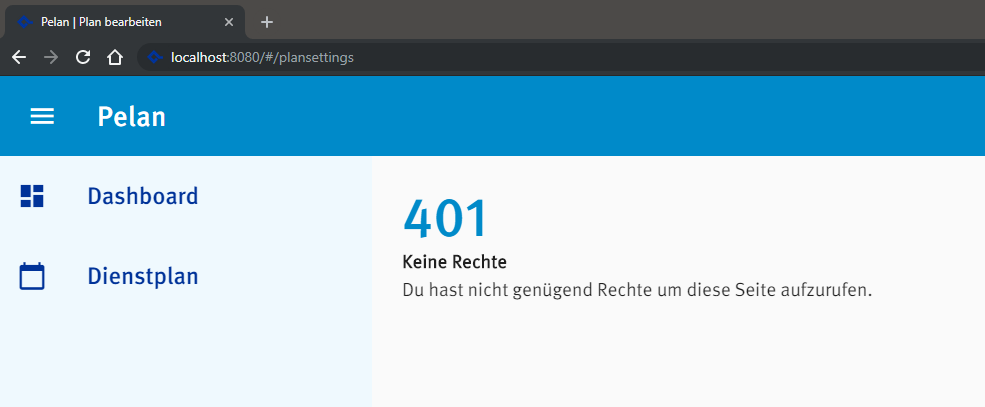 Pelan | Plan bearbeiten
localhost:8080/#/plansettings
Pelan
Dashboard
Dienstplan
401
Keine Rechte
Du hast nicht genügend Rechte um diese Seite aufzurufen.